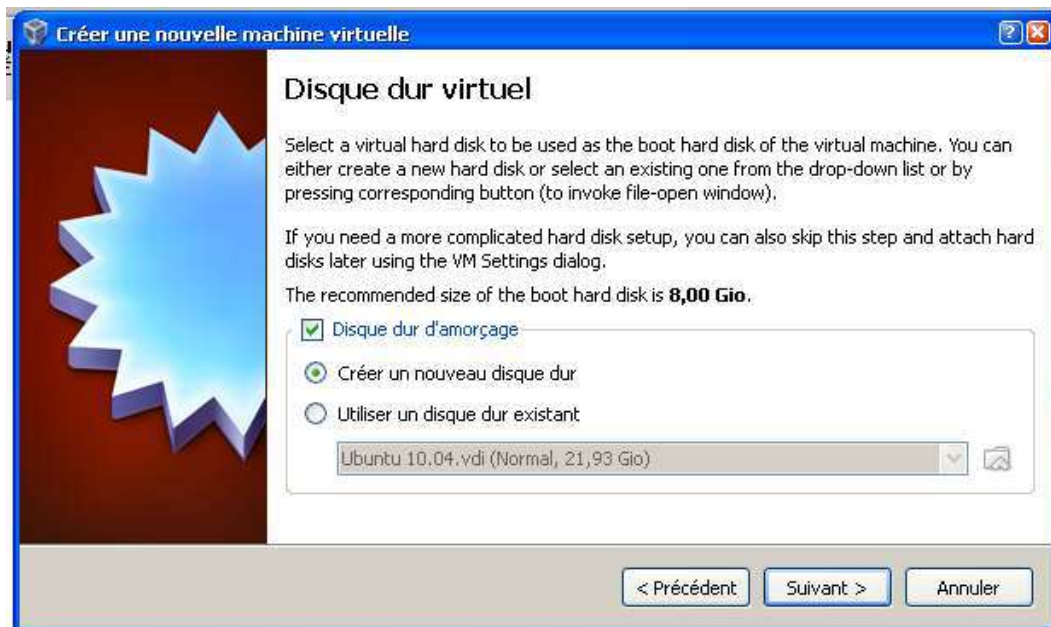 Créer une nouvelle machine virtuelle
Disque dur virtuel
Select a virtual hard disk to be used as the boot hard disk of the virtual machine. You can
either create a new hard disk or select an existing one from the drop-down list or by
pressing corresponding button (to invoke file-open window).
If you need a more complicated hard disk setup, you can also skip this step and attach hard
disks later using the VM Settings dialog.
The recommended size of the boot hard disk is 8,00 Gio.
Disque dur d'amorçage
Créer un nouveau disque dur
Utiliser un disque dur existant
Ubuntu 10.04.vdi (Normal, 21,93 Gio)
< Précédent
Suivant >
Annuler